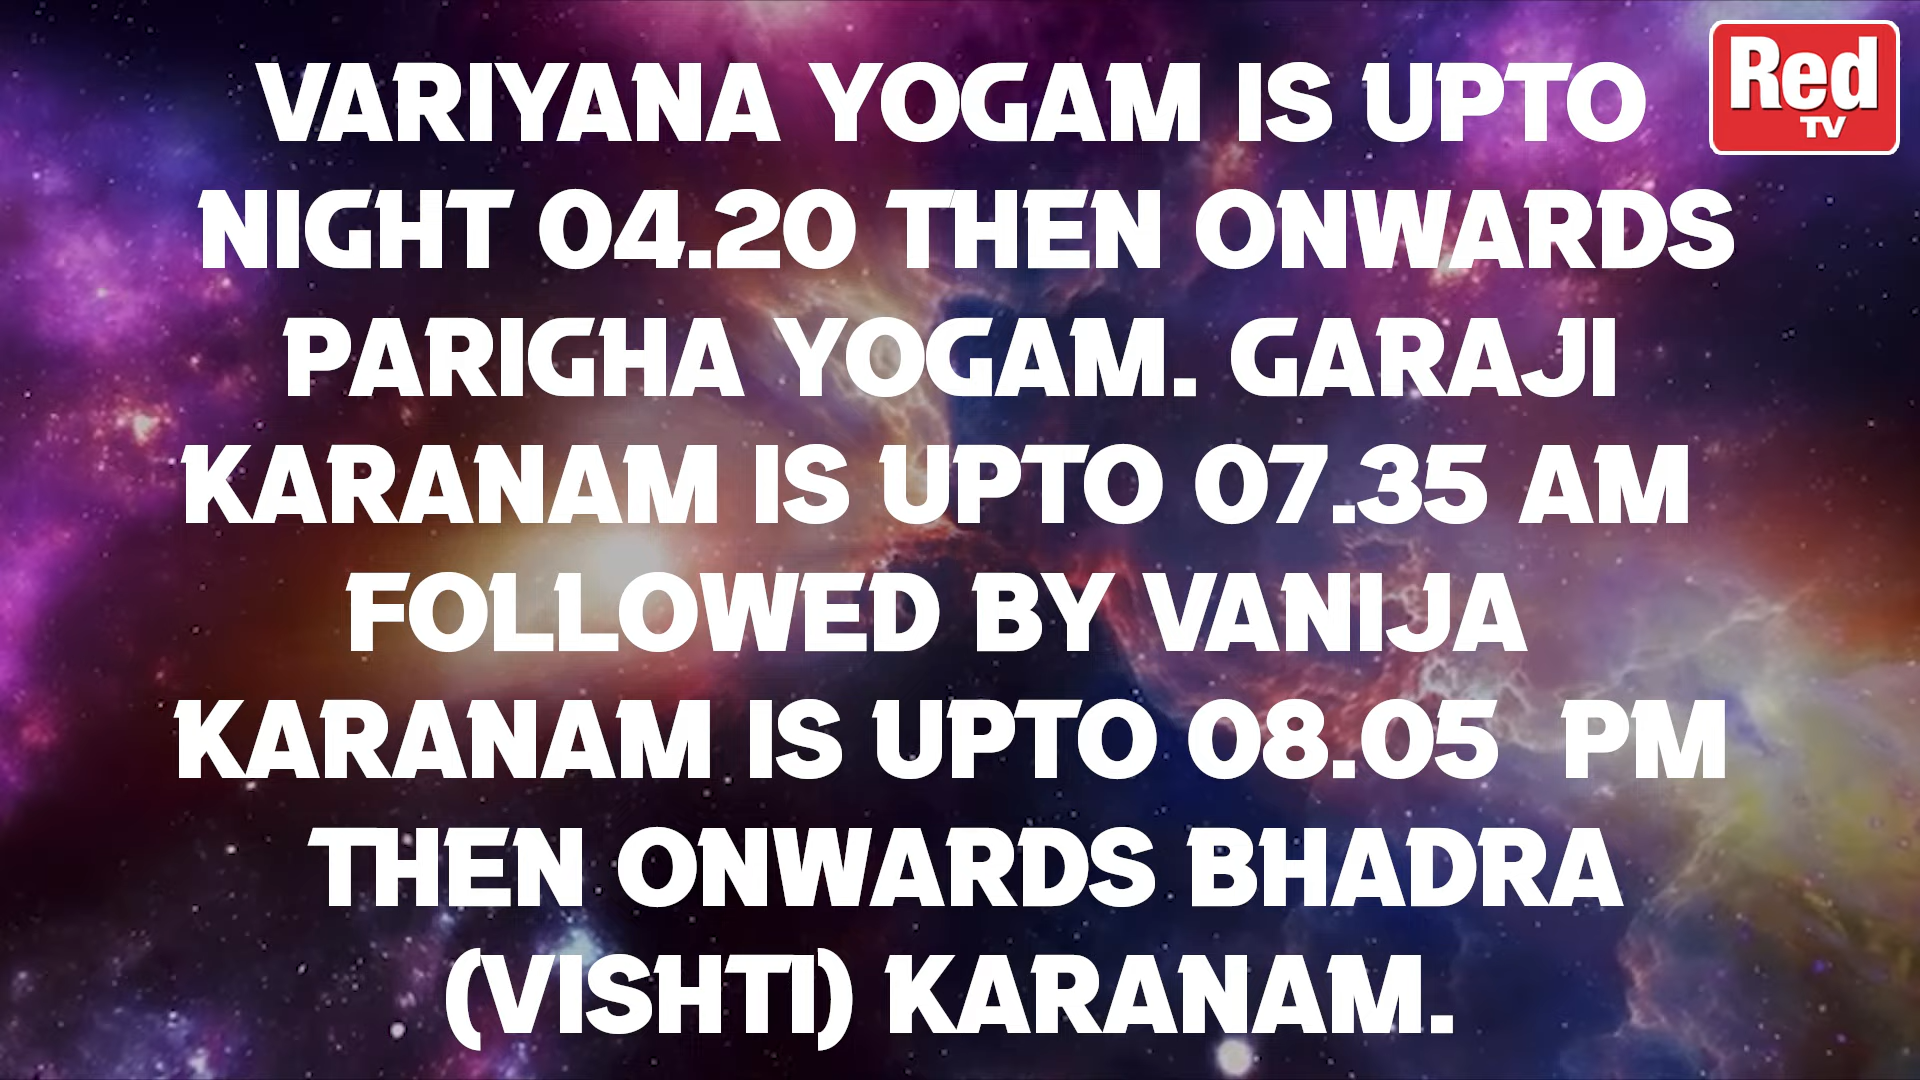 Red
TV
VARIYANA YOGAM IS UPTO
NIGHT 04.20 THEN ONWARDS
PARIGHA YOGAM. GARAJI
KARANAM IS UPTO 07.35 AM
FOLLOWED BY VANIJA
KARANAM IS UPTO 08.05 PM
THEN ONWARDS BHADRA
(VISHTI) KARANAM.